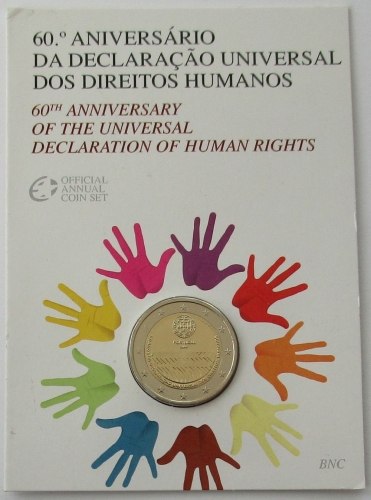 60.º ANIVERSÁRIO
DA DECLARAÇÃO UNIVERSAL
DOS DIREITOS HUMANOS
60TH ANNIVERSARY
OF THE UNIVERSAL
DECLARATION OF HUMAN RIGHTS
OFFICIAL
ANNUAL
COIN SET
PORTUGAL
BNC